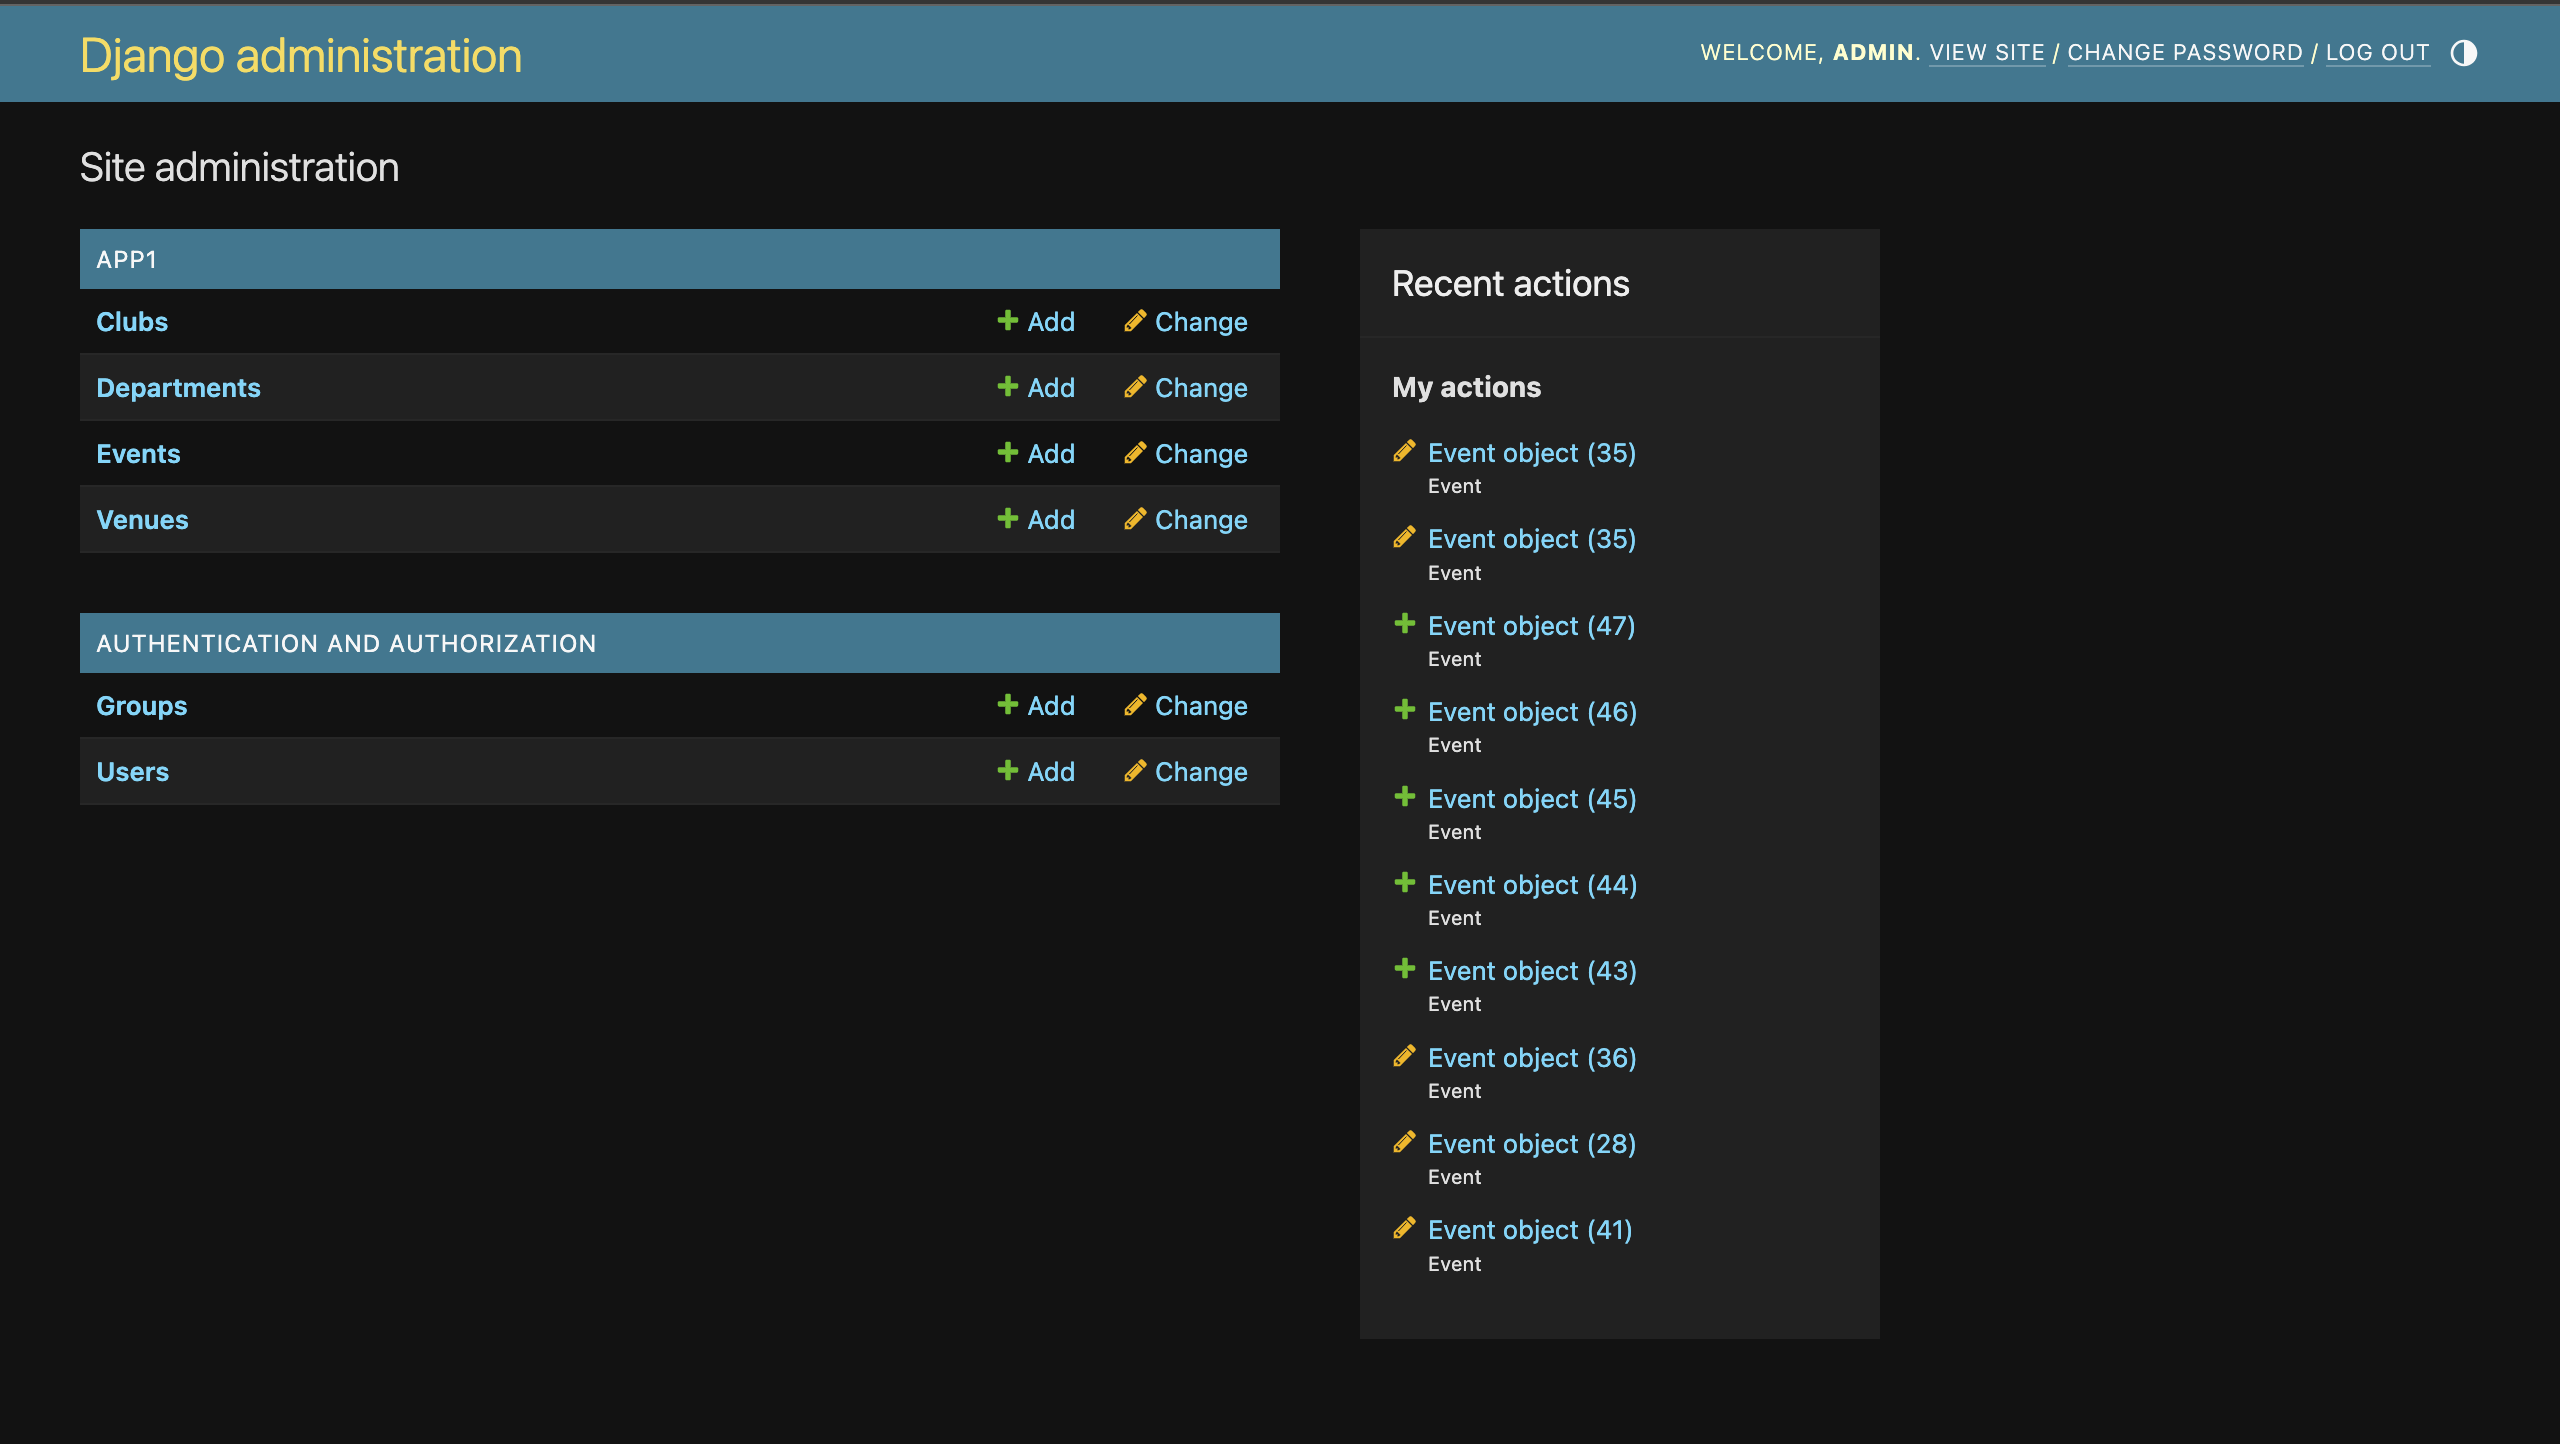 Django administration
WELCOME, ADMIN. VIEW SITE / CHANGE PASSWORD / LOG OUT
Site administration
APP1
Clubs Add Change
Departments Add Change
Events Add Change
Venues Add Change
AUTHENTICATION AND AUTHORIZATION
Groups Add Change
Users Add Change
Recent actions
My actions
Event object (35)
Event
Event object (35)
Event
Event object (47)
Event
Event object (46)
Event
Event object (45)
Event
Event object (44)
Event
Event object (43)
Event
Event object (36)
Event
Event object (28)
Event
Event object (41)
Event